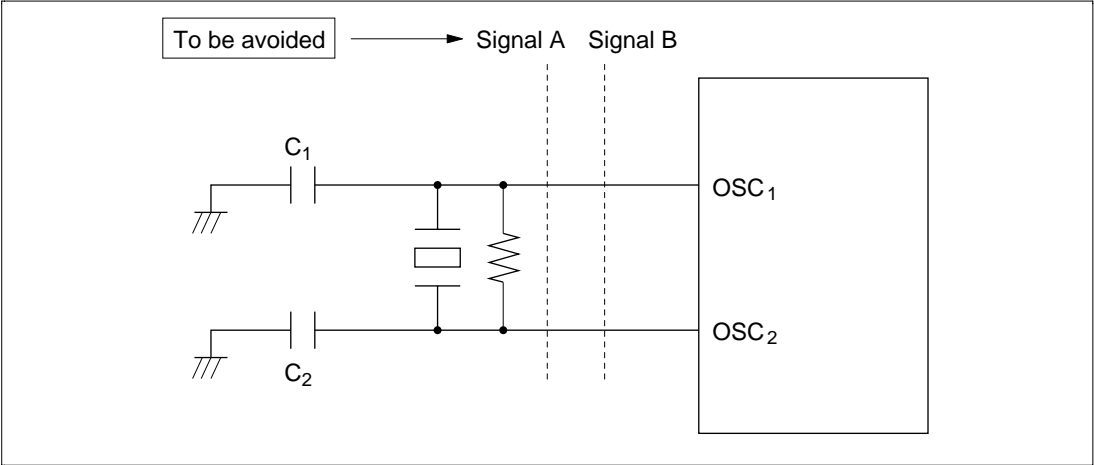 To be avoided
Signal A
Signal B
C1
OSC1
OSC2
C2